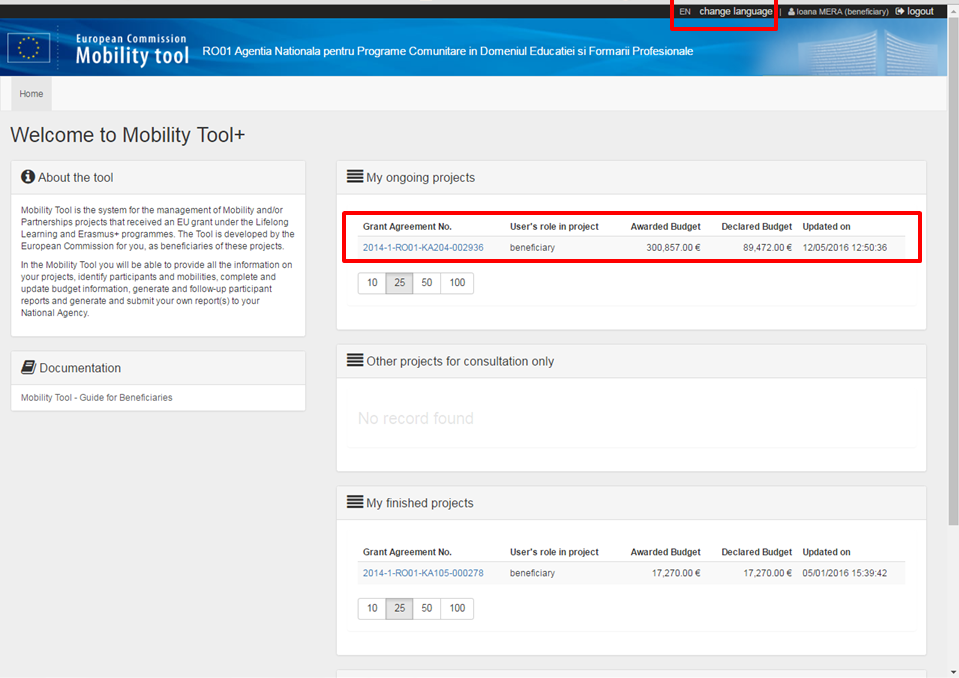 EN change language | Ioana MERA (beneficiary) logout
European Commission
Mobility tool
RO01 Agentia Nationala pentru Programe Comunitare in Domeniul Educatiei si Formarii Profesionale
Home
Welcome to Mobility Tool+
About the tool
Mobility Tool is the system for the management of Mobility and/or
Partnerships projects that received an EU grant under the Lifelong
Learning and Erasmus+ programmes. The Tool is developed by the
European Commission for you, as beneficiaries of these projects.
In the Mobility Tool you will be able to provide all the information on
your projects, identify participants and mobilities, complete and
update budget information, generate and follow-up participant
reports and generate and submit your own report(s) to your
National Agency.
Documentation
Mobility Tool - Guide for Beneficiaries
My ongoing projects
Grant Agreement No. User's role in project Awarded Budget Declared Budget Updated on
2014-1-RO01-KA204-002936 beneficiary 300,857.00 € 89,472.00 € 12/05/2016 12:50:36
10 25 50 100
Other projects for consultation only
No record found
My finished projects
Grant Agreement No. User's role in project Awarded Budget Declared Budget Updated on
2014-1-RO01-KA105-000278 beneficiary 17,270.00 € 17,270.00 € 05/01/2016 15:39:42
10 25 50 100